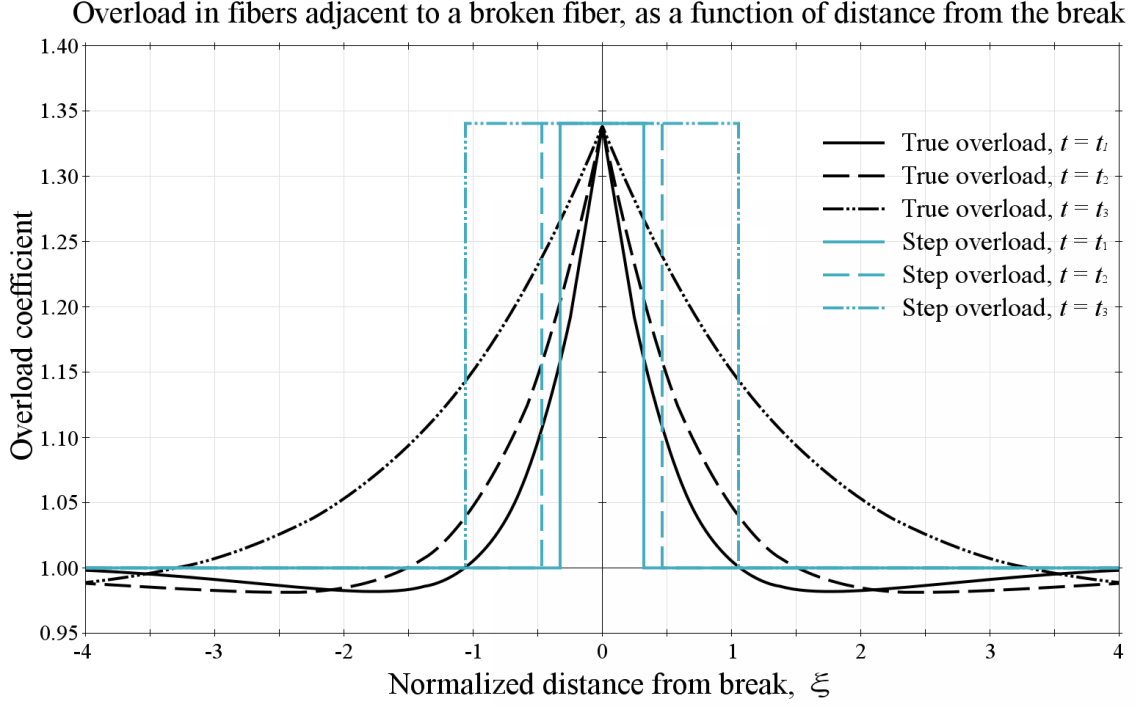 Overload in fibers adjacent to a broken fiber, as a function of distance from the break
1.40
1.35
1.30
1.25
1.20
1.15
1.10
1.05
1.00
0.95
Overload coefficient
True overload, t = t₁
True overload, t = t₂
True overload, t = t₃
Step overload, t = t₁
Step overload, t = t₂
Step overload, t = t₃
-4 -3 -2 -1 0 1 2 3 4
Normalized distance from break, ξ